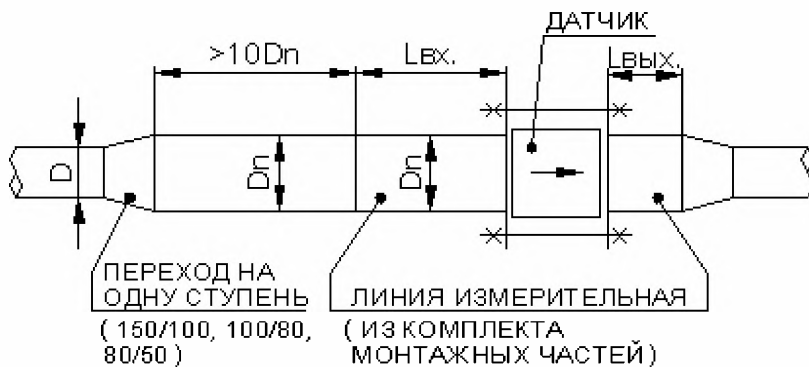 ДАТЧИК
>10Dn
Lвх.
Lвых.
D
Dn
Dn
ПЕРЕХОД НА
ОДНУ СТУПЕНЬ
( 150/100, 100/80,
80/50 )
ЛИНИЯ ИЗМЕРИТЕЛЬНАЯ
( ИЗ КОМПЛЕКТА
МОНТАЖНЫХ ЧАСТЕЙ )